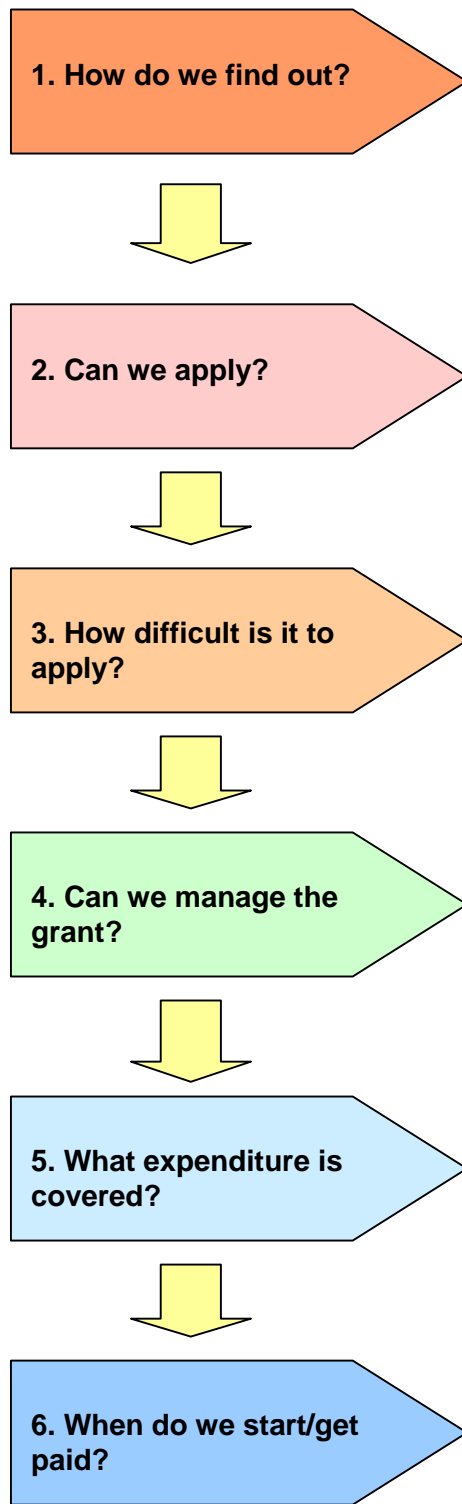 1. How do we find out?
2. Can we apply?
3. How difficult is it to
apply?
4. Can we manage the
grant?
5. What expenditure is
covered?
6. When do we start/get
paid?